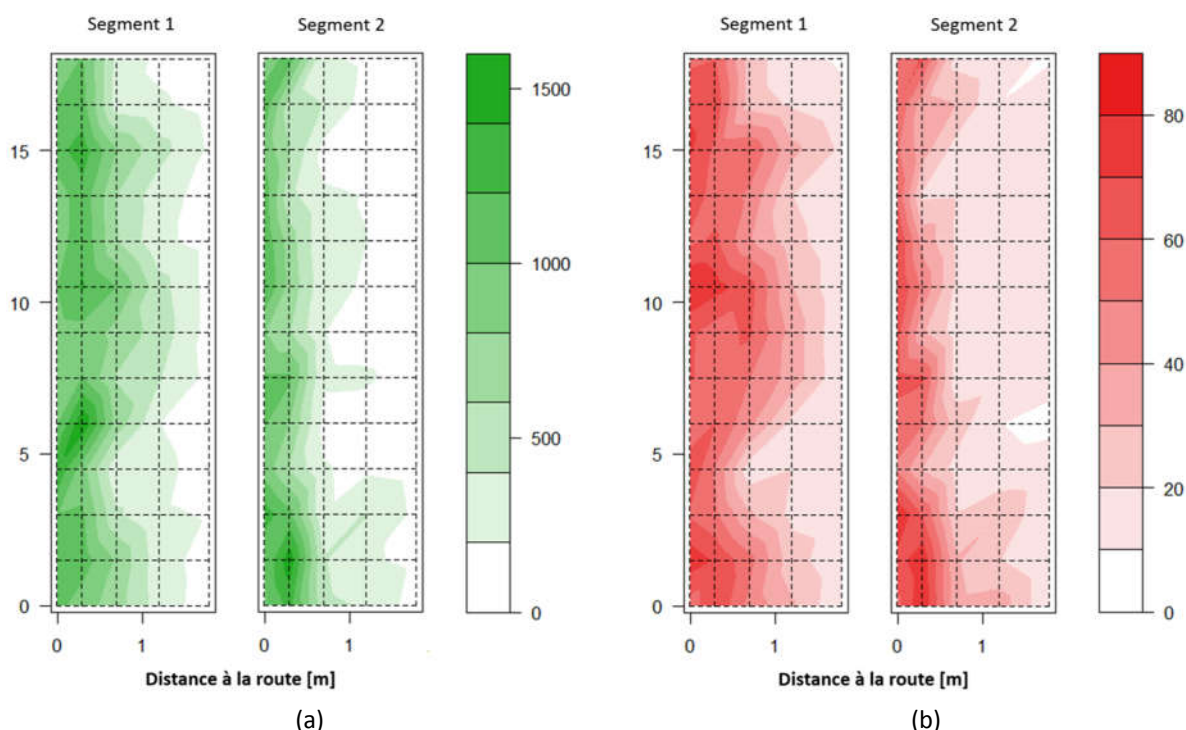 Segment 1 Segment 2 Segment 1 Segment 2
15 1500 15 80
10 1000 10 60
40
5 500 5 20
0 0 0 0
0 1 0 1 0 1 0 1
Distance à la route [m] Distance à la route [m]
(a) (b)